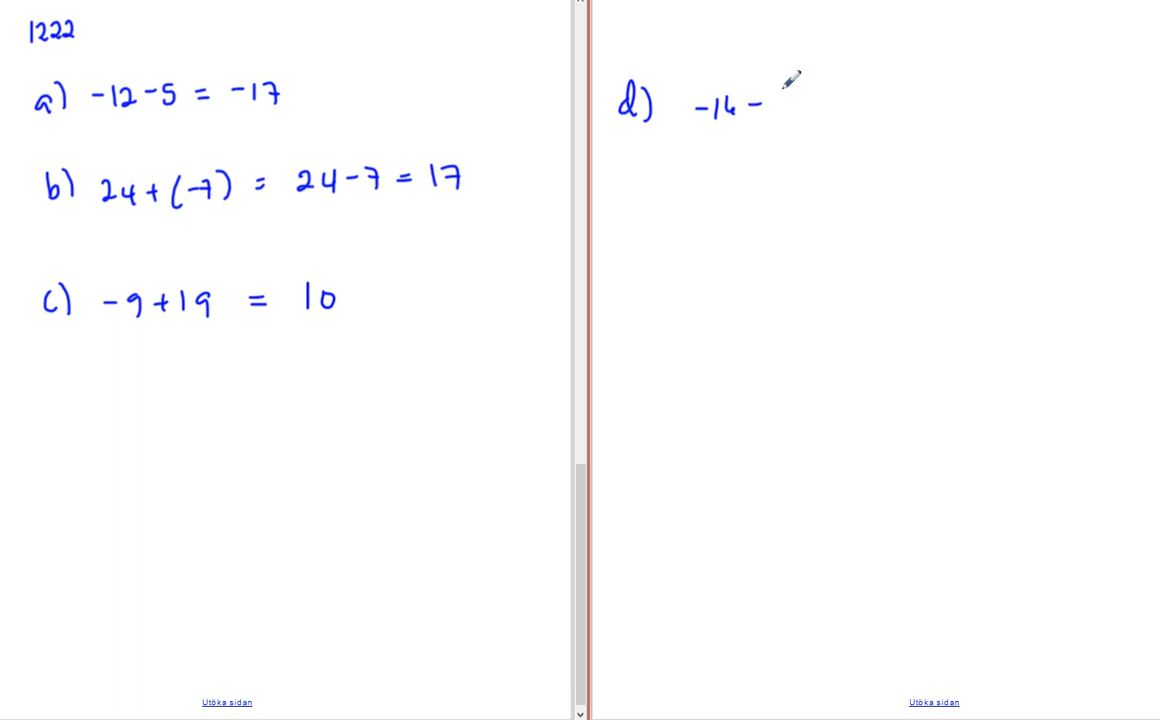 1222
a) -12-5 = -17
b) 24+(-7) = 24-7 = 17
c) -9+19 = 10
d) -14 -
Utöka sidan
Utöka sidan